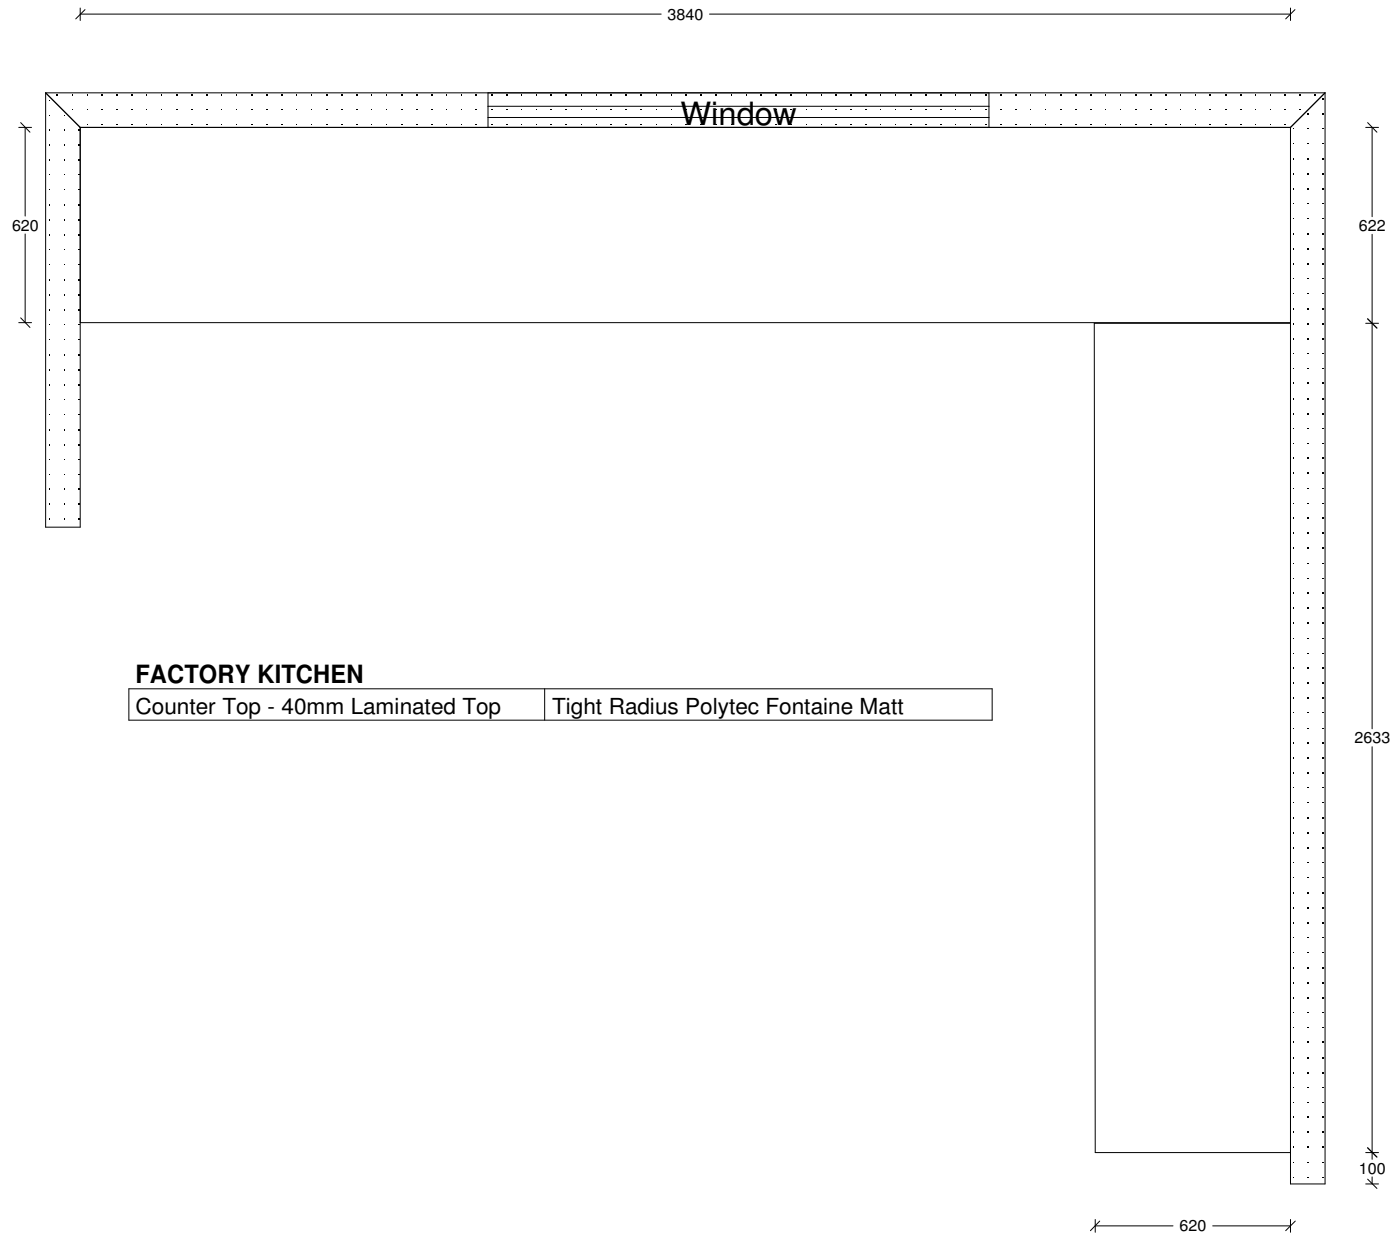 3840
Window
620
622
FACTORY KITCHEN
Counter Top - 40mm Laminated Top Tight Radius Polytec Fontaine Matt
2633
100
620